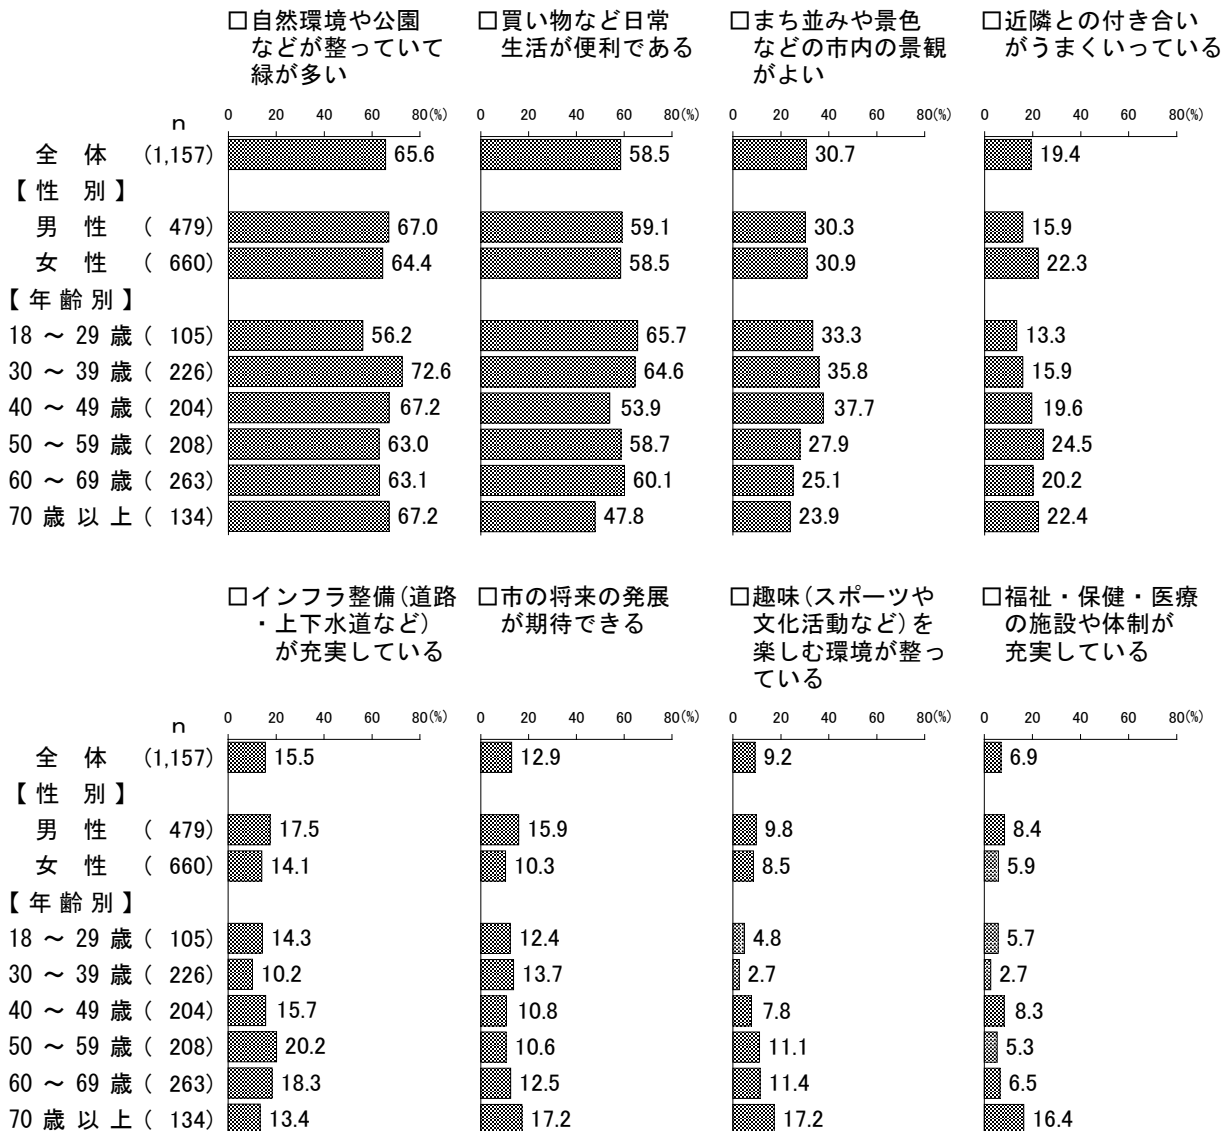 □自然環境や公園
などが整っていて
緑が多い
□買い物など日常
生活が便利である
□まち並みや景色
などの市内の景観
がよい
□近隣との付き合い
がうまくいっている
n 0 20 40 60 80(%) 0 20 40 60 80(%) 0 20 40 60 80(%) 0 20 40 60 80(%)
全 体 (1,157) 65.6 58.5 30.7 19.4
【性 別】
男 性 ( 479) 67.0 59.1 30.3 15.9
女 性 ( 660) 64.4 58.5 30.9 22.3
【年齢別】
18 ～ 29 歳 ( 105) 56.2 65.7 33.3 13.3
30 ～ 39 歳 ( 226) 72.6 64.6 35.8 15.9
40 ～ 49 歳 ( 204) 67.2 53.9 37.7 19.6
50 ～ 59 歳 ( 208) 63.0 58.7 27.9 24.5
60 ～ 69 歳 ( 263) 63.1 60.1 25.1 20.2
70 歳 以 上 ( 134) 67.2 47.8 23.9 22.4
□インフラ整備(道路
・上下水道など)
が充実している
□市の将来の発展
が期待できる
□趣味(スポーツや
文化活動など)を
楽しむ環境が整っ
ている
□福祉・保健・医療
の施設や体制が
充実している
n 0 20 40 60 80(%) 0 20 40 60 80(%) 0 20 40 60 80(%) 0 20 40 60 80(%)
全 体 (1,157) 15.5 12.9 9.2 6.9
【性 別】
男 性 ( 479) 17.5 15.9 9.8 8.4
女 性 ( 660) 14.1 10.3 8.5 5.9
【年齢別】
18 ～ 29 歳 ( 105) 14.3 12.4 4.8 5.7
30 ～ 39 歳 ( 226) 10.2 13.7 2.7 2.7
40 ～ 49 歳 ( 204) 15.7 10.8 7.8 8.3
50 ～ 59 歳 ( 208) 20.2 10.6 11.1 5.3
60 ～ 69 歳 ( 263) 18.3 12.5 11.4 6.5
70 歳 以 上 ( 134) 13.4 17.2 17.2 16.4